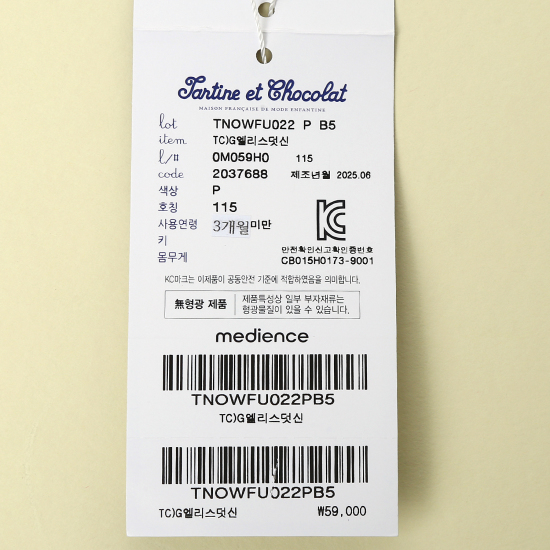 Tartine et Chocolat
MAISON FRANÇAISE DE MODE ENFANTINE
lot TNOWFU022 P B5
item TC)G엘리스덧신
l/# 0M059H0 115
code 2037688 제조년월 2025.06
색상 P
호칭 115
사용연령 3개월미만
키
몸무게
안전확인신고확인증번호
CB015H0173-9001
KC마크는 이제품이 공동안전 기준에 적합하였음을 의미합니다.
無형광 제품 제품특성상 일부 부자재류는
형광물질이 있을 수 있습니다.
medience
TNOWFU022PB5
TC)G엘리스덧신
TNOWFU022PB5
TC)G엘리스덧신 ₩59,000